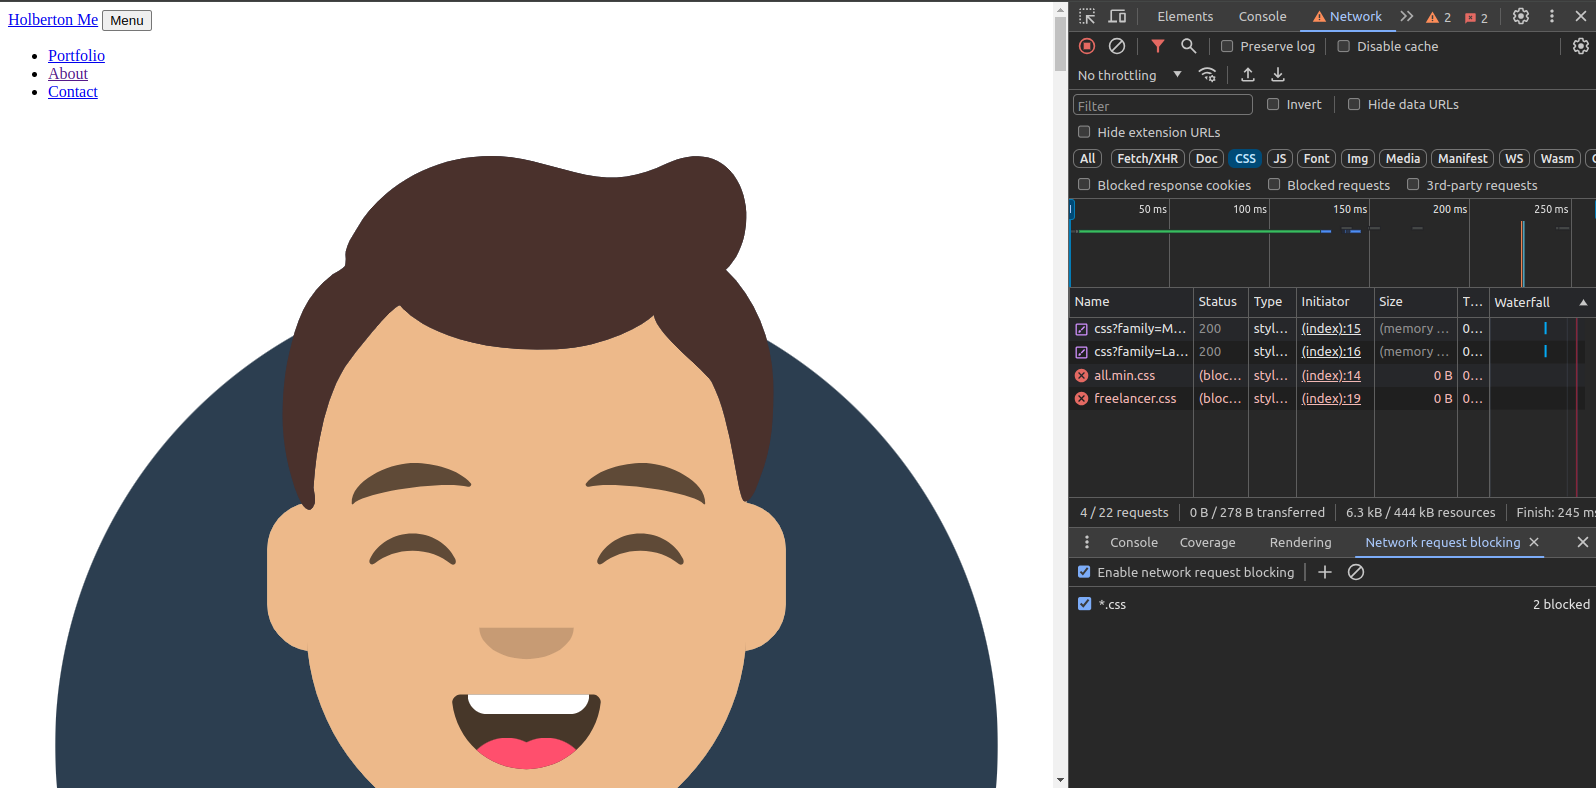 Holberton Me Menu
Portfolio
About
Contact
Elements Console Network 2 2
Preserve log Disable cache
No throttling
Filter Invert Hide data URLs
Hide extension URLs
All Fetch/XHR Doc CSS JS Font Img Media Manifest WS Wasm
Blocked response cookies Blocked requests 3rd-party requests
50 ms 100 ms 150 ms 200 ms 250 ms
Name Status Type Initiator Size T... Waterfall
css?family=M... 200 styl... (index):15 (memory ... 0...
css?family=La... 200 styl... (index):16 (memory ... 0...
all.min.css (bloc... styl... (index):14 0 B 0...
freelancer.css (bloc... styl... (index):19 0 B 0...
4 / 22 requests 0 B / 278 B transferred 6.3 kB / 444 kB resources Finish: 245 ms
Console Coverage Rendering Network request blocking
Enable network request blocking
*.css 2 blocked